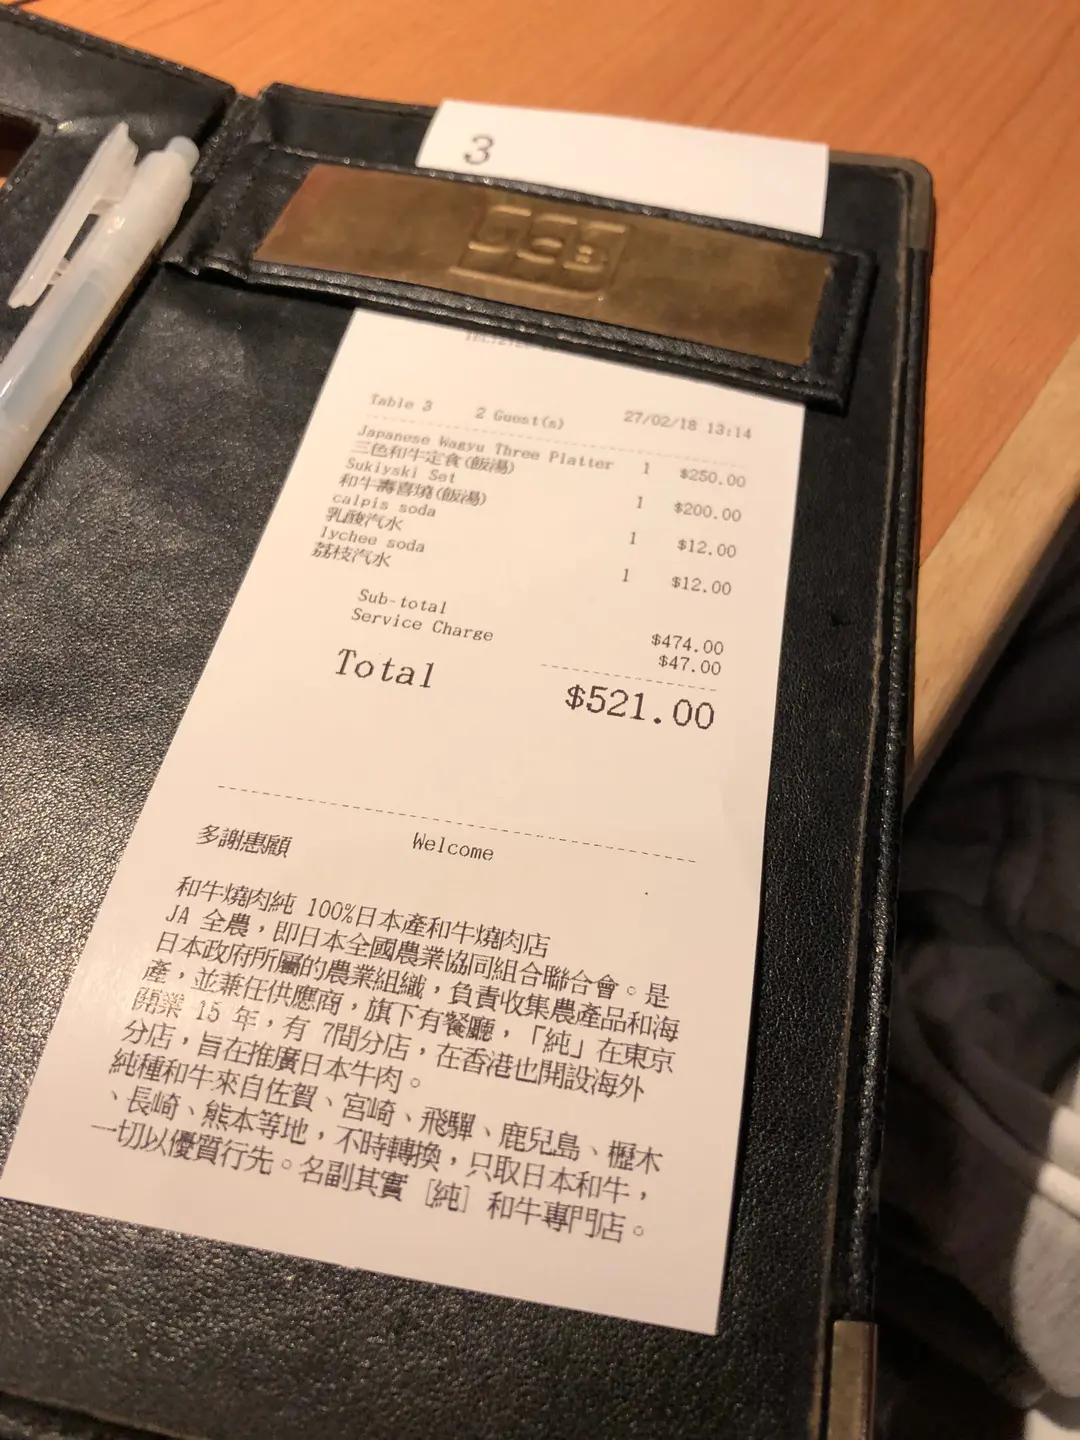 3
JCB
Table 3 2 Guest(s) 27/02/18 13:14
Japanese Wagyu Three Platter 1 $250.00
三色和牛定食(飯湯)
Sukiyski Set 1 $200.00
和牛壽喜燒(飯湯)
calpis soda 1 $12.00
乳酸汽水
lychee soda 1 $12.00
荔枝汽水
Sub-total $474.00
Service Charge $47.00
Total $521.00
多謝惠顧 Welcome
和牛燒肉純 100%日本產和牛燒肉店
JA 全農，即日本全國農業協同組合聯合會。是
日本政府所屬的農業組織，負責收集農產品和海
產，並兼任供應商，旗下有餐廳，「純」在東京
開業 15 年，有 7間分店，在香港也開設海外
分店，旨在推廣日本牛肉。
純種和牛來自佐賀、宮崎、飛驒、鹿兒島、櫪木
、長崎、熊本等地，不時轉換，只取日本和牛，
一切以優質行先。名副其實 [純] 和牛專門店。